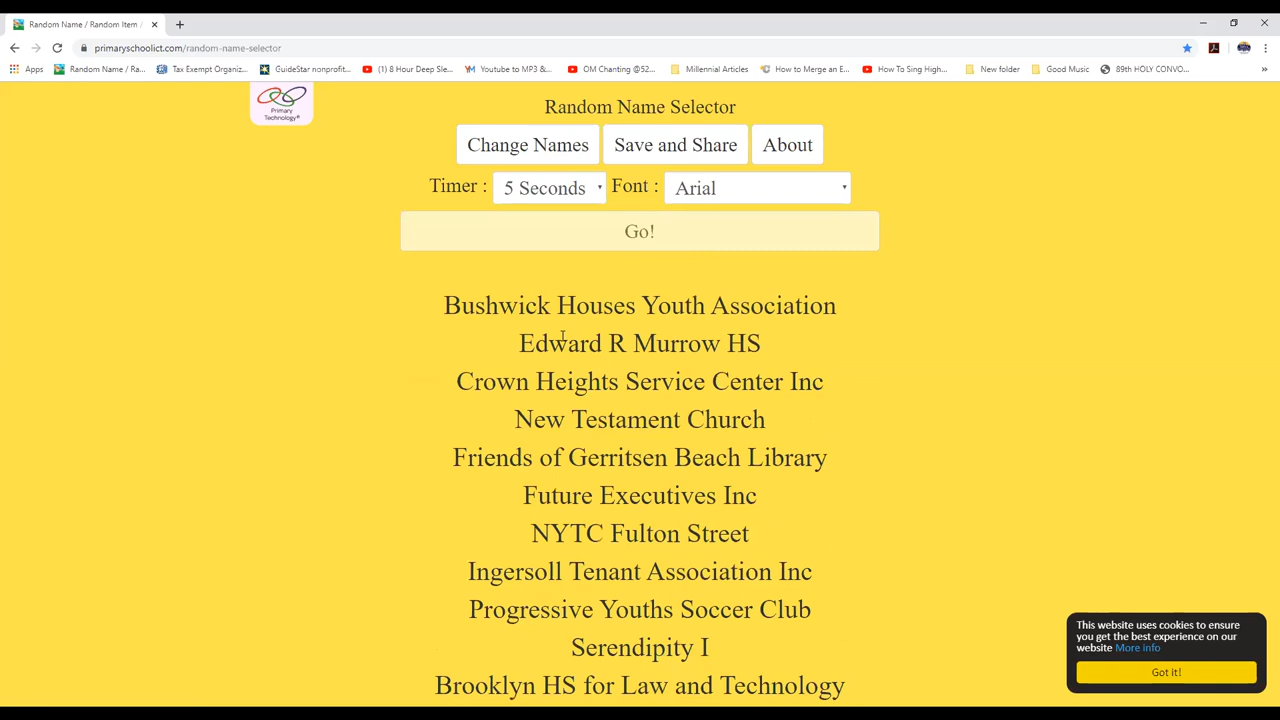 Random Name / Random Item /
primaryschoolict.com/random-name-selector
Apps
Random Name / Ra...
Tax Exempt Organiz...
GuideStar nonprofit...
(1) 8 Hour Deep Sle...
Youtube to MP3 &...
OM Chanting @52...
Millennial Articles
How to Merge an E...
How To Sing High...
New folder
Good Music
89th HOLY CONVO...
Primary
Technology®
Random Name Selector
Change Names
Save and Share
About
Timer :
5 Seconds
Font :
Arial
Go!
Bushwick Houses Youth Association
Edward R Murrow HS
Crown Heights Service Center Inc
New Testament Church
Friends of Gerritsen Beach Library
Future Executives Inc
NYTC Fulton Street
Ingersoll Tenant Association Inc
Progressive Youths Soccer Club
Serendipity I
Brooklyn HS for Law and Technology
This website uses cookies to ensure
you get the best experience on our
website More info
Got it!